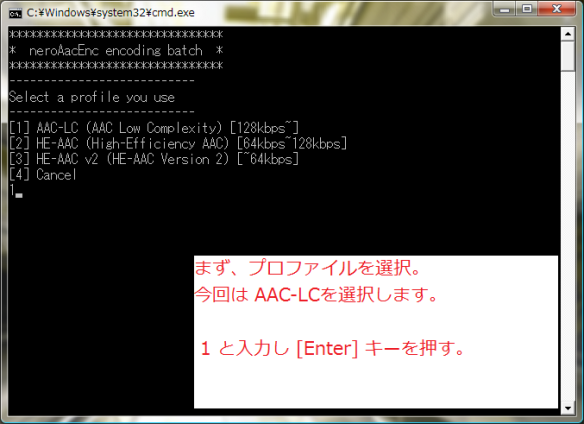 C:¥Windows¥system32¥cmd.exe
*******************************
*  neroAacEnc encoding batch  *
*******************************
---------------------------
Select a profile you use
---------------------------
[1] AAC-LC (AAC Low Complexity) [128kbps~]
[2] HE-AAC (High-Efficiency AAC) [64kbps~128kbps]
[3] HE-AAC v2 (HE-AAC Version 2) [~64kbps]
[4] Cancel
1_
まず、プロファイルを選択。
今回は AAC-LCを選択します。
1 と入力し [Enter] キーを押す。